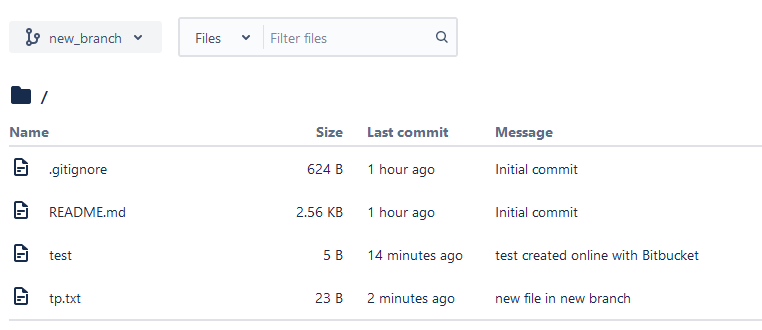 new_branch Files Filter files
/
Name Size Last commit Message
.gitignore 624 B 1 hour ago Initial commit
README.md 2.56 KB 1 hour ago Initial commit
test 5 B 14 minutes ago test created online with Bitbucket
tp.txt 23 B 2 minutes ago new file in new branch